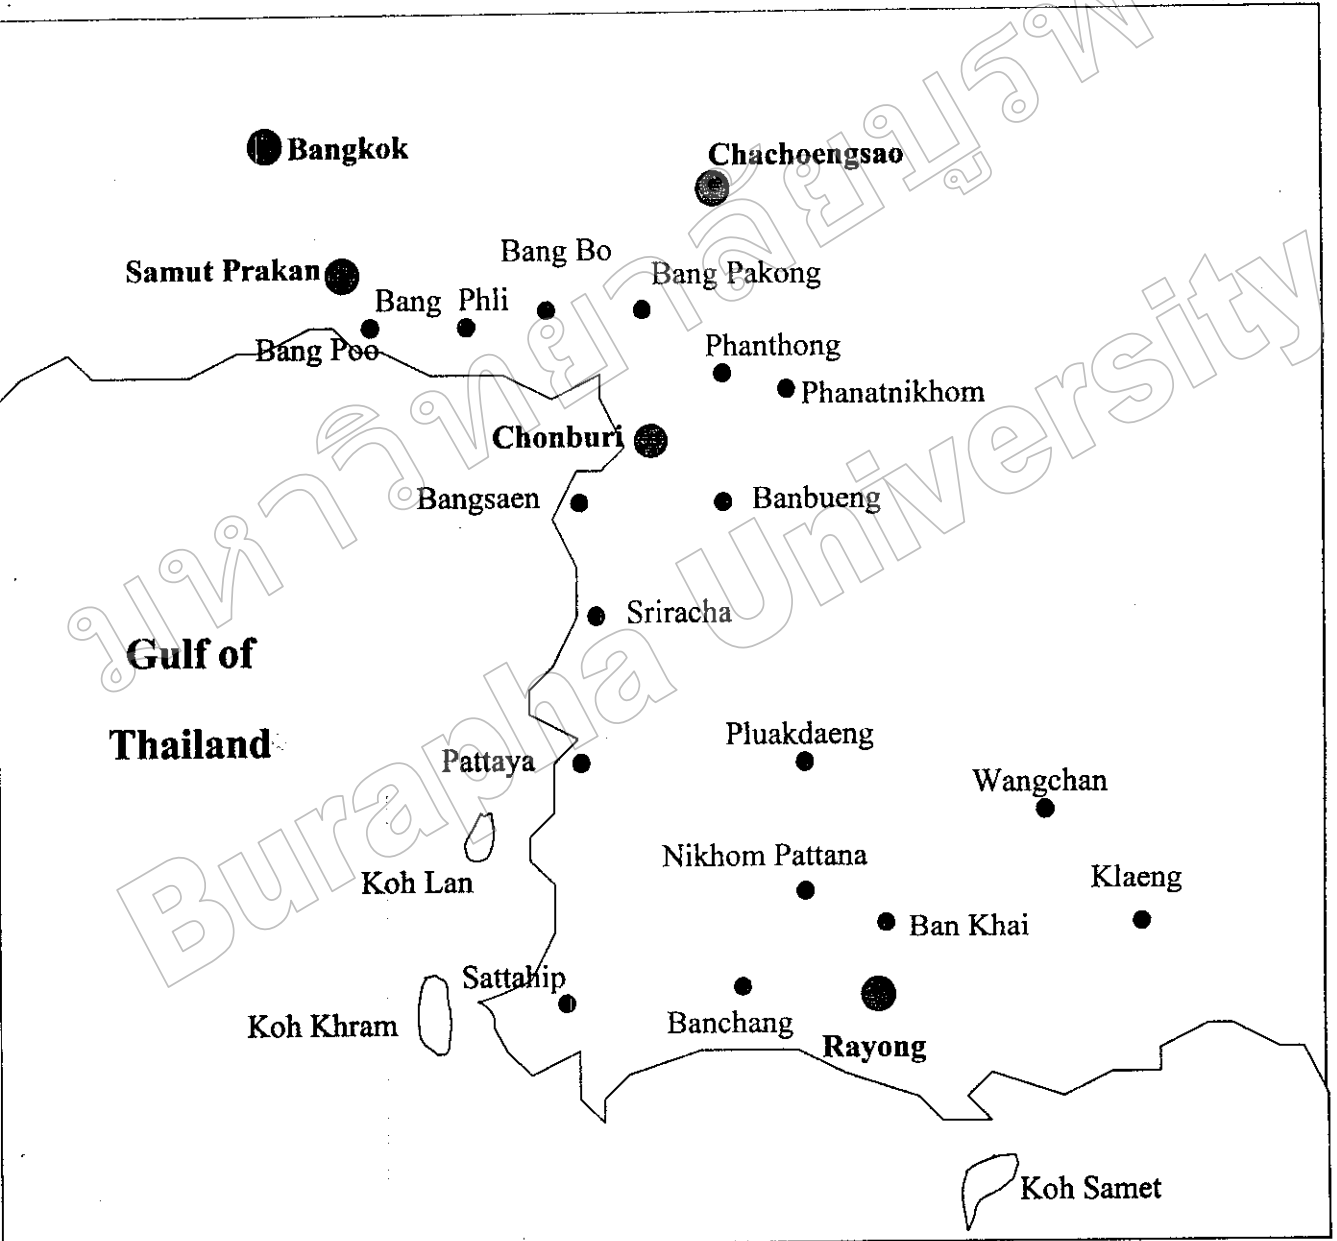 Bangkok
Chachoengsao
Bang Bo
Samut Prakan
Bang Pakong
Bang Phli
Bang Poo
Phanthong
Phanatnikhom
Chonburi
Bangsaen
Banbueng
Sriracha
Gulf of
Thailand
Pluakdaeng
Pattaya
Wangchan
Nikhom Pattana
Klaeng
Koh Lan
Ban Khai
Sattahip
Koh Khram
Banchang
Rayong
Koh Samet
Burapha University
มหาวิทยาลัยบูรพ